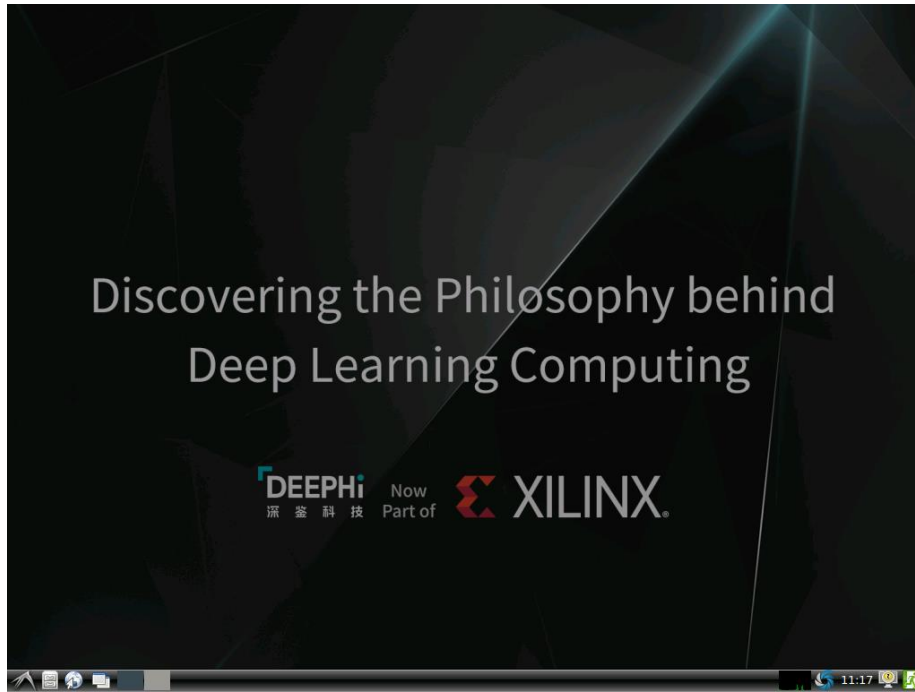 Discovering the Philosophy behind
Deep Learning Computing
DEEPHi
深鉴科技
Now
Part of
XILINX.
11:17